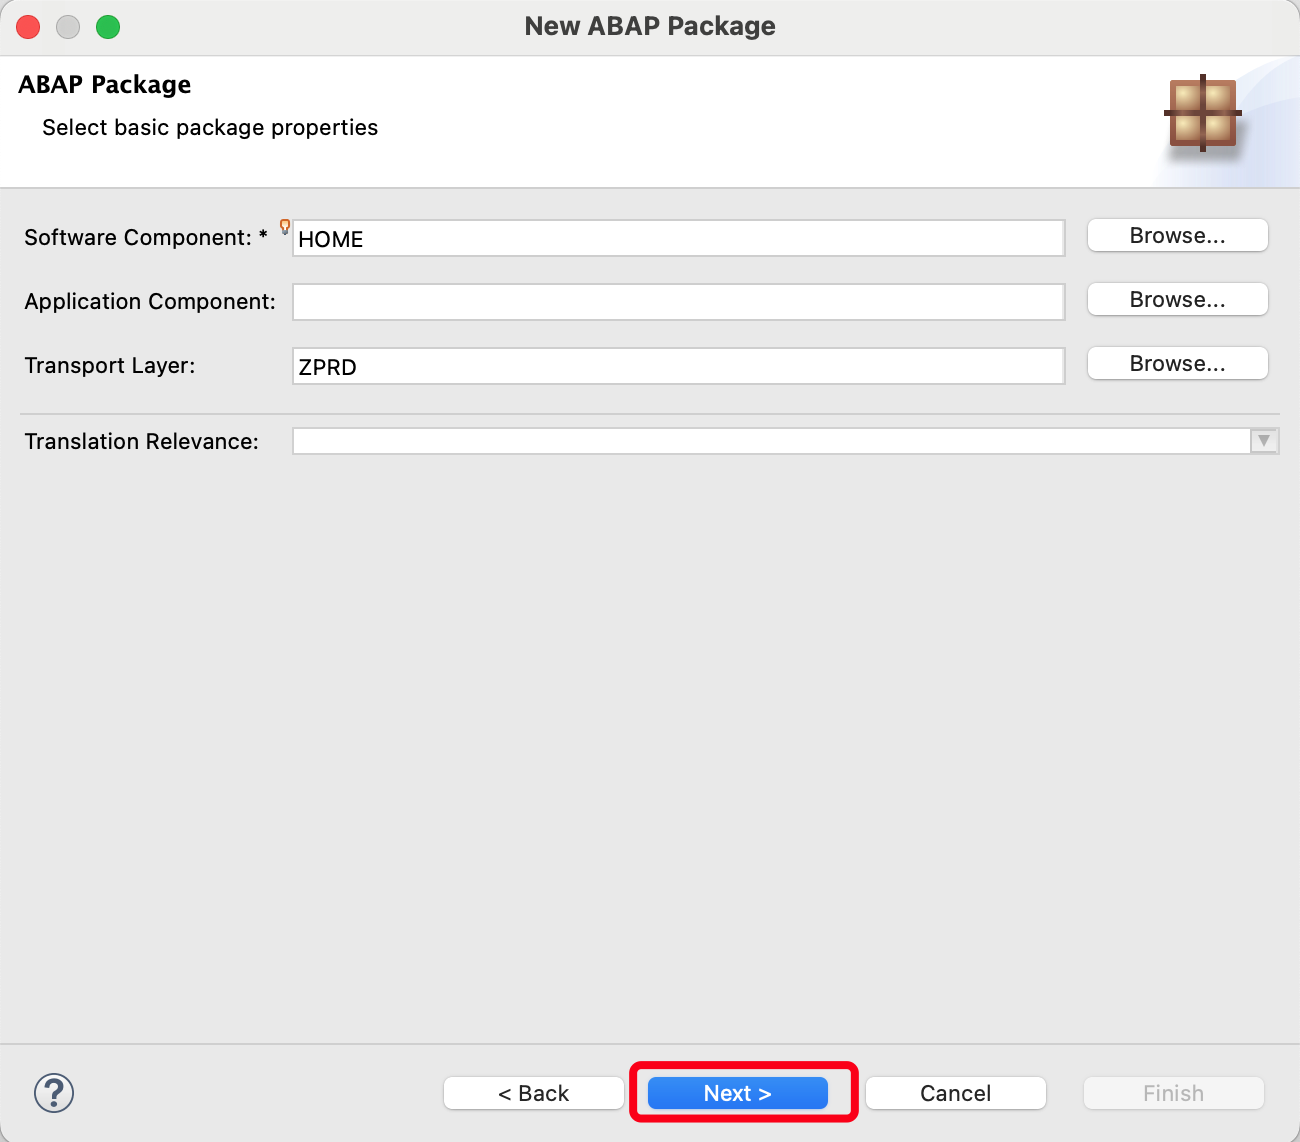 New ABAP Package
ABAP Package
Select basic package properties
Software Component: * HOME Browse...
Application Component: Browse...
Transport Layer: ZPRD Browse...
Translation Relevance:
? < Back Next > Cancel Finish